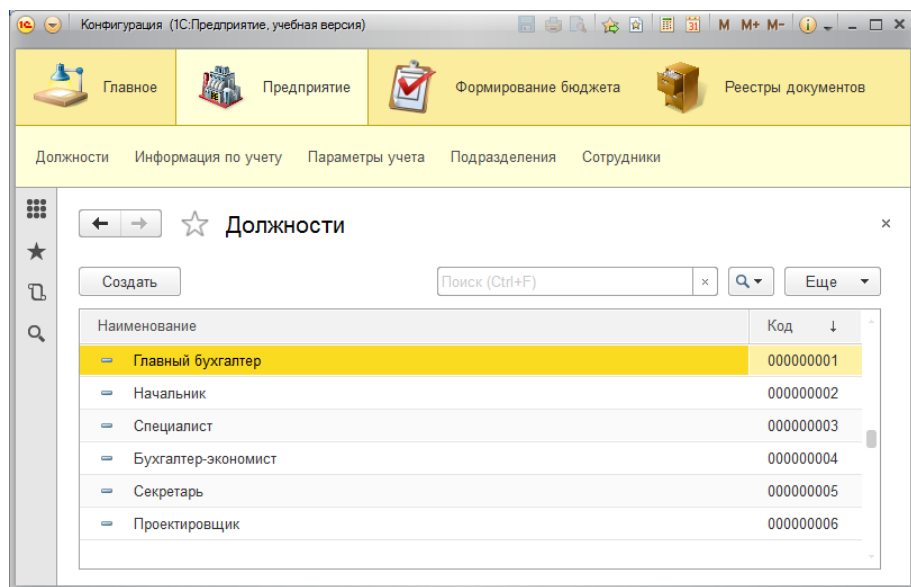 1С Конфигурация (1С:Предприятие, учебная версия) 31 M M+ M- i
Главное Предприятие Формирование бюджета Реестры документов
Должности Информация по учету Параметры учета Подразделения Сотрудники
Должности
Создать Поиск (Ctrl+F) × Еще
Наименование Код ↓
Главный бухгалтер 000000001
Начальник 000000002
Специалист 000000003
Бухгалтер-экономист 000000004
Секретарь 000000005
Проектировщик 000000006